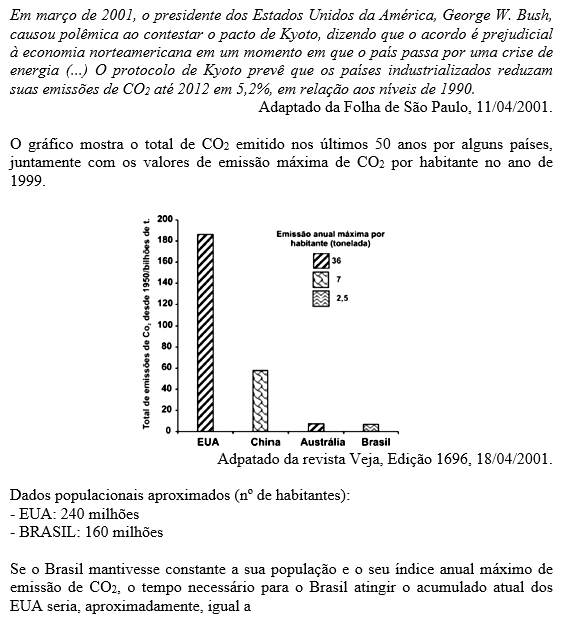 Em março de 2001, o presidente dos Estados Unidos da América, George W. Bush,
causou polêmica ao contestar o pacto de Kyoto, dizendo que o acordo é prejudicial
à economia norteamericana em um momento em que o país passa por uma crise de
energia (...) O protocolo de Kyoto prevê que os países industrializados reduzam
suas emissões de CO2 até 2012 em 5,2%, em relação aos níveis de 1990.
Adaptado da Folha de São Paulo, 11/04/2001.
O gráfico mostra o total de CO2 emitido nos últimos 50 anos por alguns países,
juntamente com os valores de emissão máxima de CO2 por habitante no ano de
1999.
Total de emissões de Co, desde 1950/bilhões de t.
200
180
160
140
120
100
80
60
40
20
0
Emissão anual máxima por
habitante (tonelada)
36
7
2,5
EUA China Austrália Brasil
Adpatado da revista Veja, Edição 1696, 18/04/2001.
Dados populacionais aproximados (nº de habitantes):
- EUA: 240 milhões
- BRASIL: 160 milhões
Se o Brasil mantivesse constante a sua população e o seu índice anual máximo de
emissão de CO2, o tempo necessário para o Brasil atingir o acumulado atual dos
EUA seria, aproximadamente, igual a